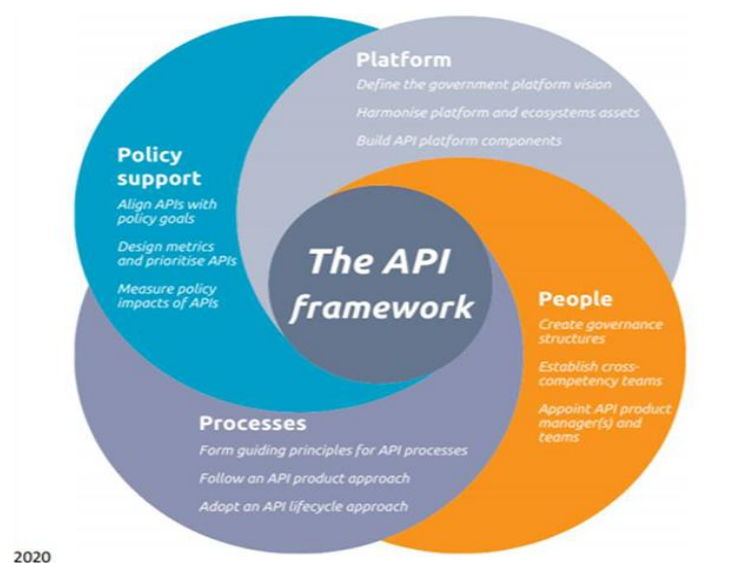 Platform
Define the government platform vision
Harmonise platform and ecosystems assets
Build API platform components
Policy
support
Align APIs with
policy goals
Design metrics
and prioritise APIs
Measure policy
impacts of APIs
The API
framework
People
Create governance
structures
Establish cross-
competency teams
Appoint API product
manager(s) and
teams
Processes
Form guiding principles for API processes
Follow an API product approach
Adopt an API lifecycle approach
2020